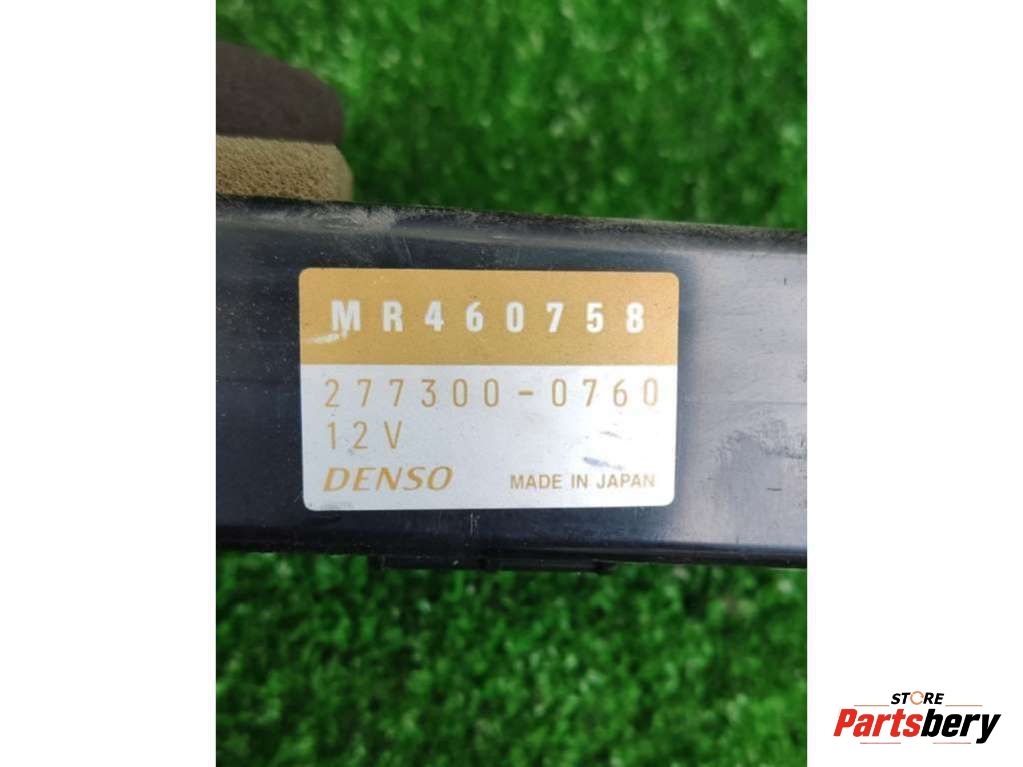 MR460758
277300-0760
12V
DENSO MADE IN JAPAN
STORE
Partsbery